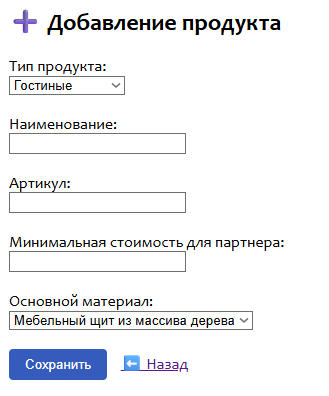 Добавление продукта
Тип продукта:
Гостиные
Наименование:
Артикул:
Минимальная стоимость для партнера:
Основной материал:
Мебельный щит из массива дерева
Сохранить Назад